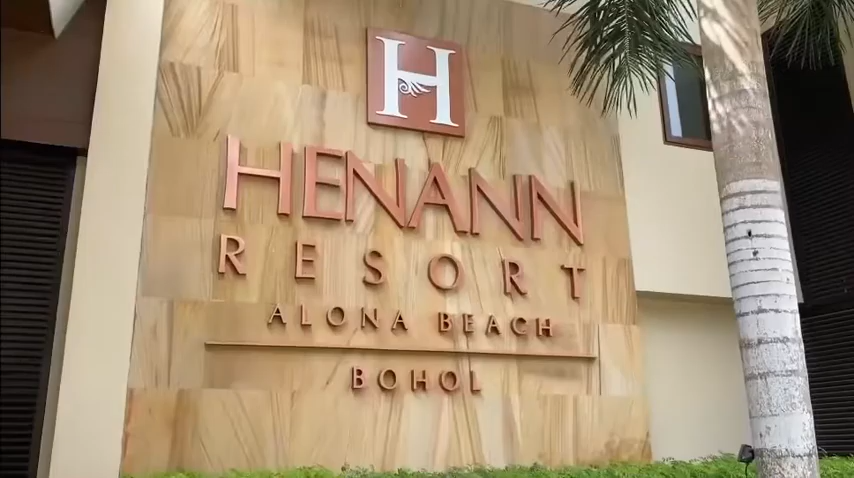 H
HENANN
RESORT
ALONA BEACH
BOHOL